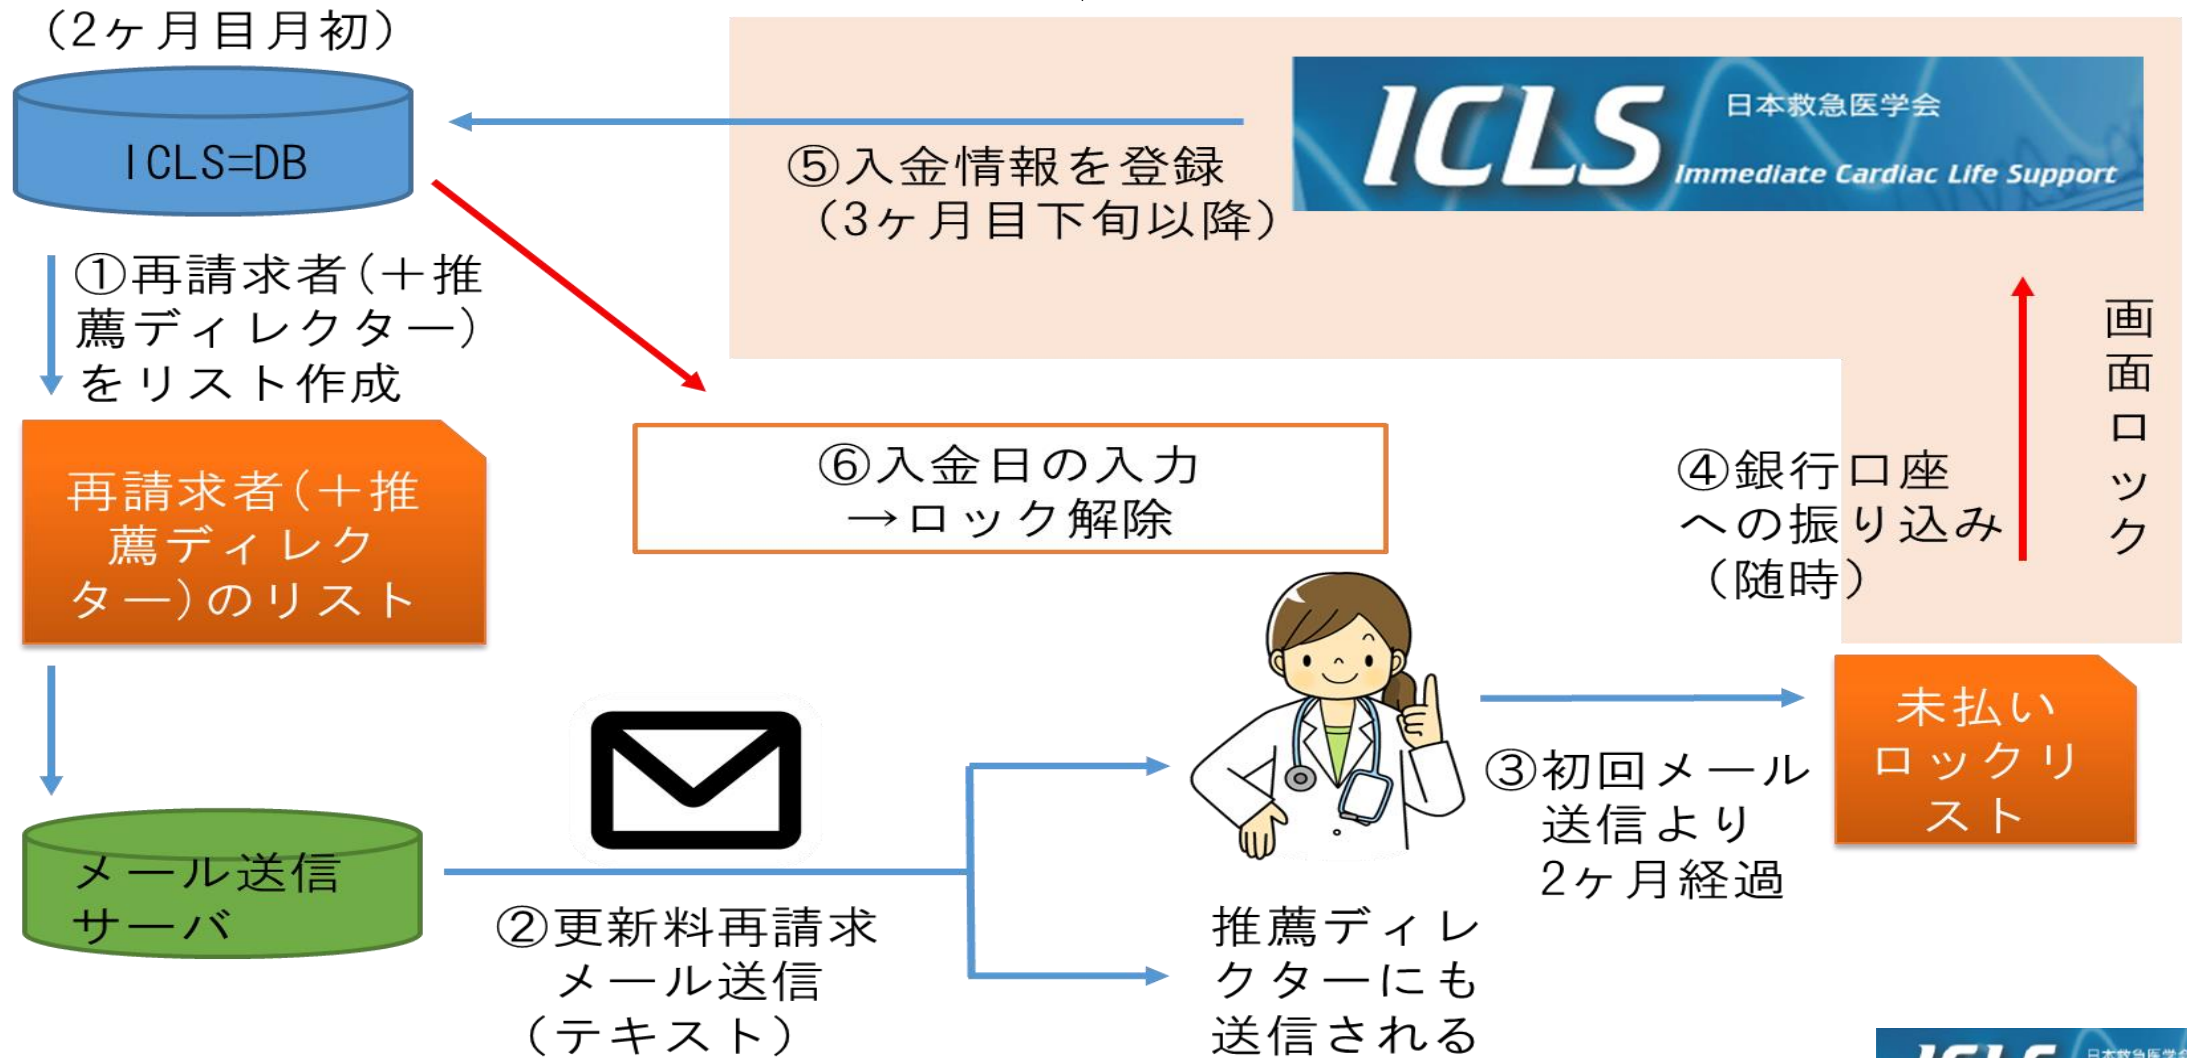 （2ヶ月目月初）
ICLS=DB
①再請求者（＋推
薦ディレクター）
をリスト作成
再請求者（＋推
薦ディレク
ター）のリスト
メール送信
サーバ
②更新料再請求
メール送信
（テキスト）
推薦ディレ
クターにも
送信される
③初回メール
送信より
2ヶ月経過
未払い
ロックリ
スト
④銀行口座
への振り込み
（随時）
画面ロック
ICLS
日本救急医学会
Immediate Cardiac Life Support
⑤入金情報を登録
（3ヶ月目下旬以降）
⑥入金日の入力
→ロック解除
ICLS
日本救急医学会